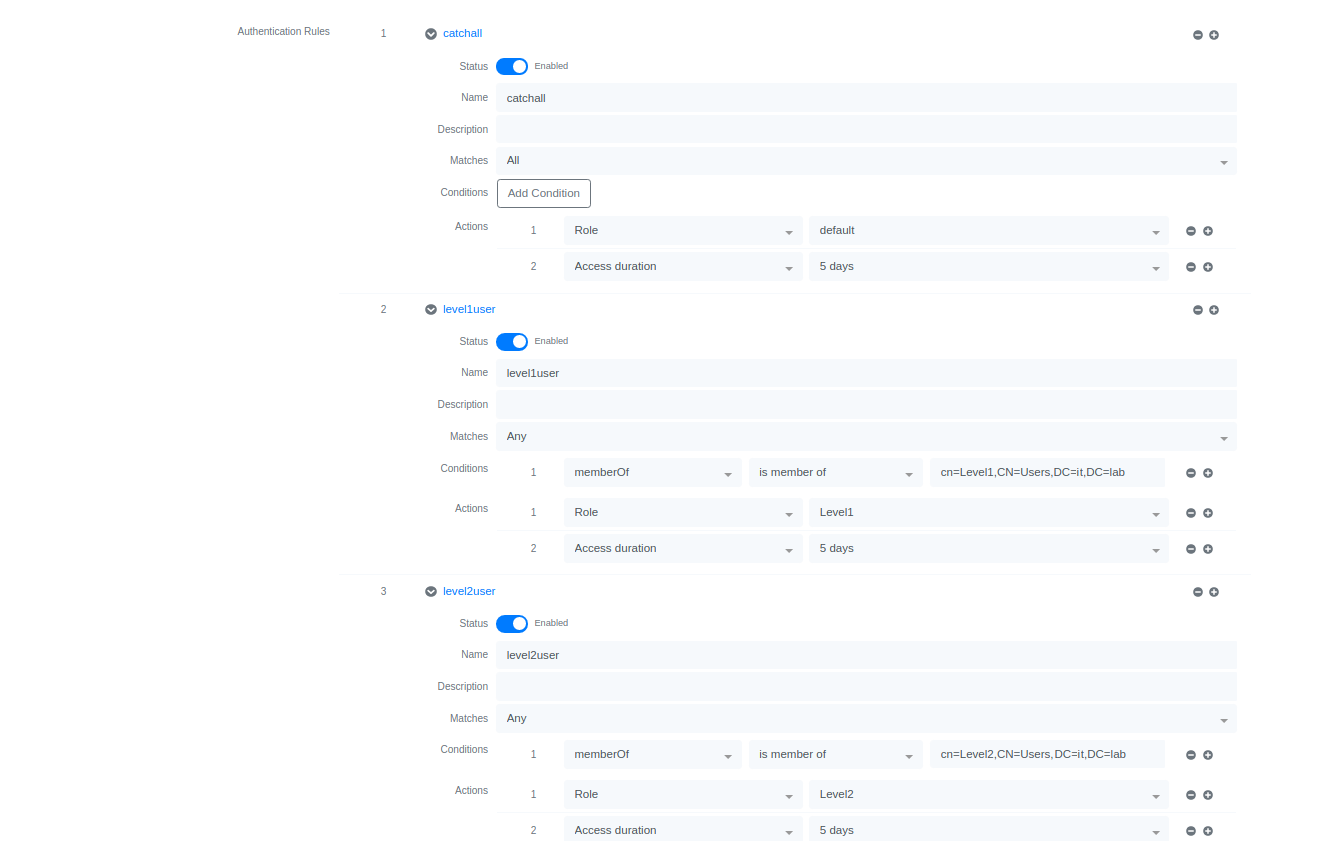 Authentication Rules 1 catchall
Status Enabled
Name catchall
Description
Matches All
Conditions Add Condition
Actions 1 Role default
2 Access duration 5 days
2 level1user
Status Enabled
Name level1user
Description
Matches Any
Conditions 1 memberOf is member of cn=Level1,CN=Users,DC=it,DC=lab
Actions 1 Role Level1
2 Access duration 5 days
3 level2user
Status Enabled
Name level2user
Description
Matches Any
Conditions 1 memberOf is member of cn=Level2,CN=Users,DC=it,DC=lab
Actions 1 Role Level2
2 Access duration 5 days